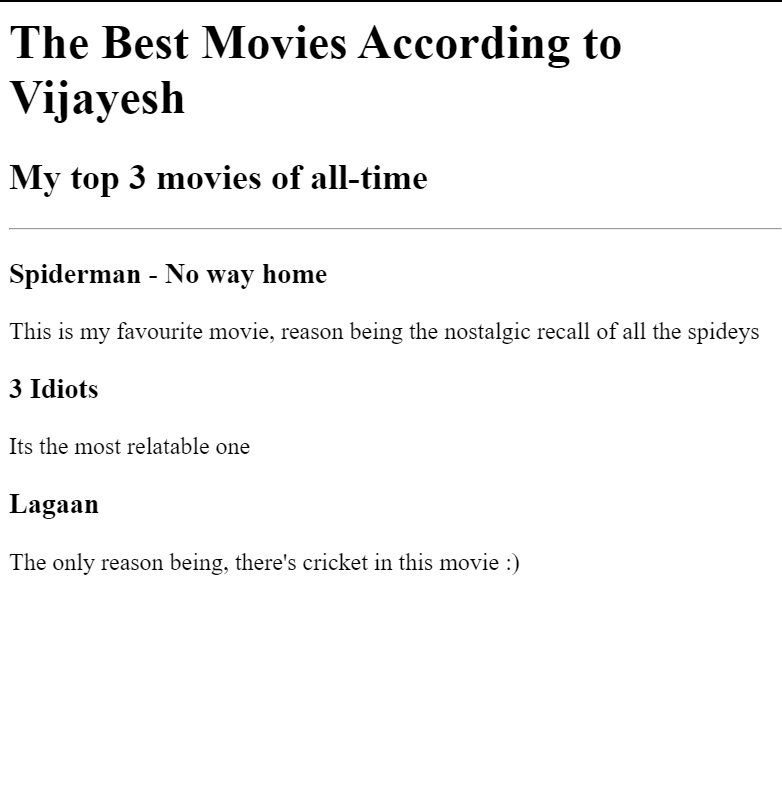 The Best Movies According to
Vijayesh
My top 3 movies of all-time
Spiderman - No way home
This is my favourite movie, reason being the nostalgic recall of all the spideys
3 Idiots
Its the most relatable one
Lagaan
The only reason being, there's cricket in this movie :)